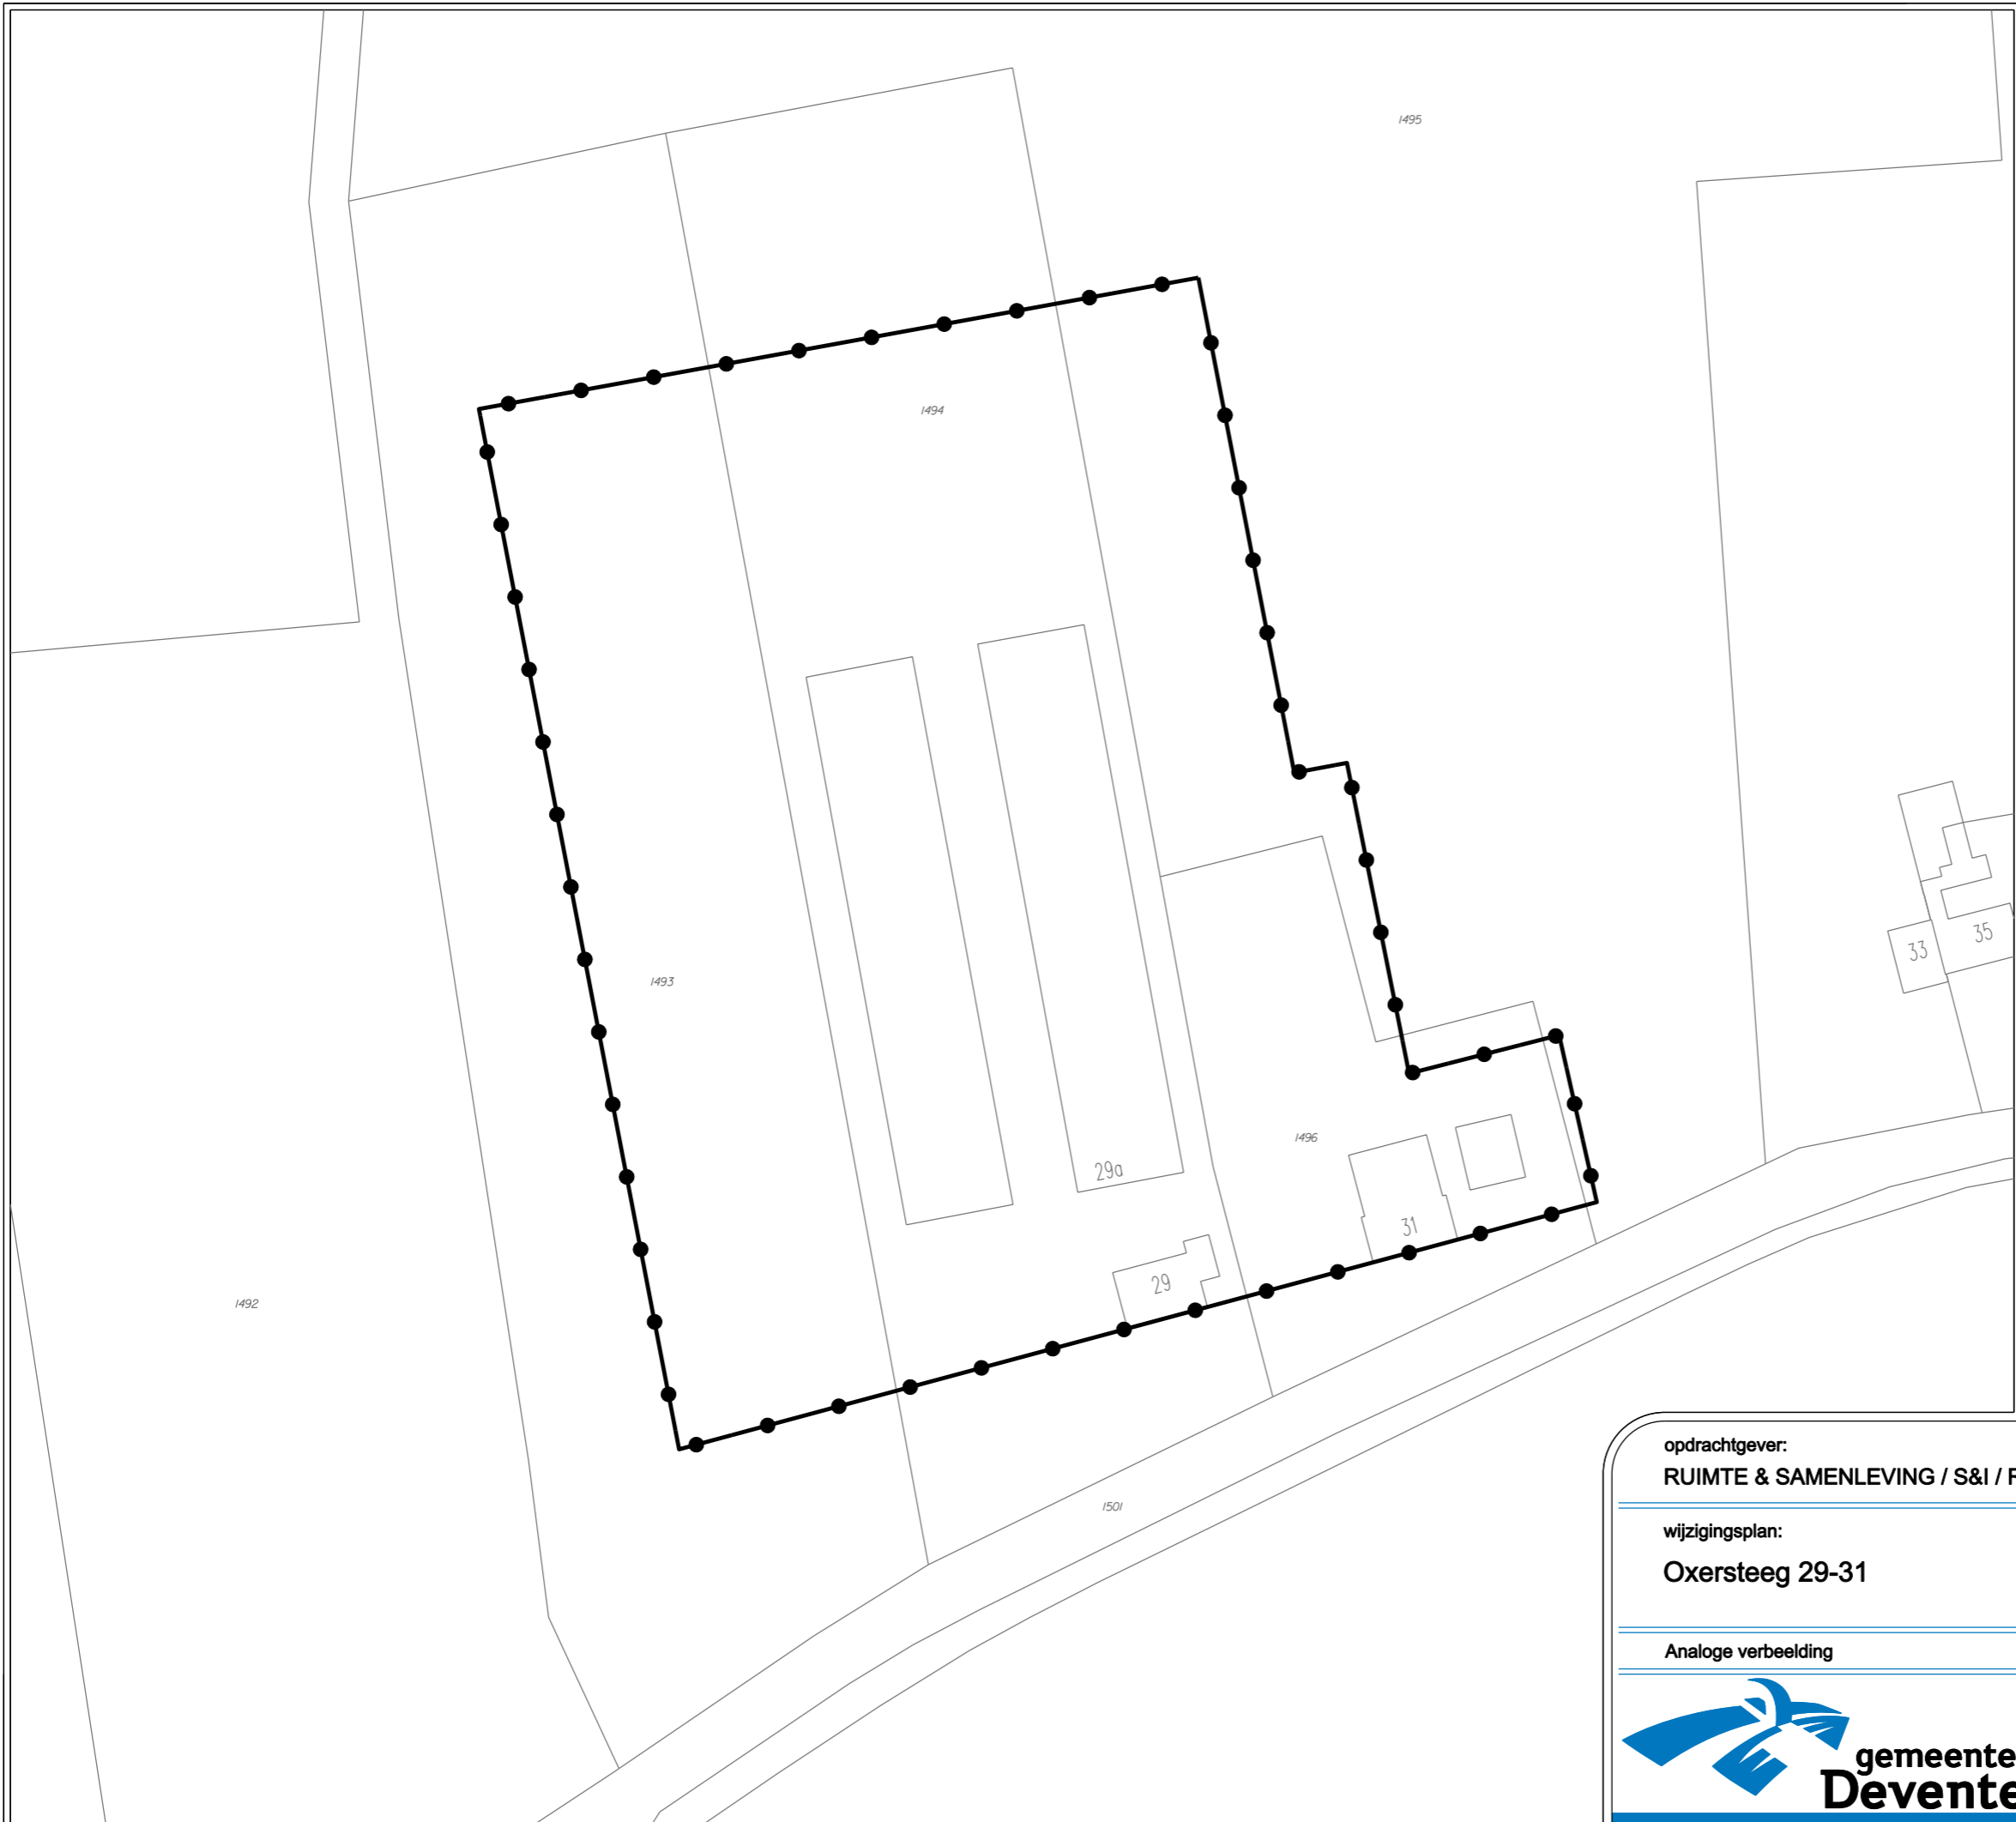 1495
1494
1493
33
35
1496
29a
31
29
1492
1501
opdrachtgever:
RUIMTE & SAMENLEVING / S&I / 
wijzigingsplan:
Oxersteeg 29-31
Analoge verbeelding
gemeente
Devente